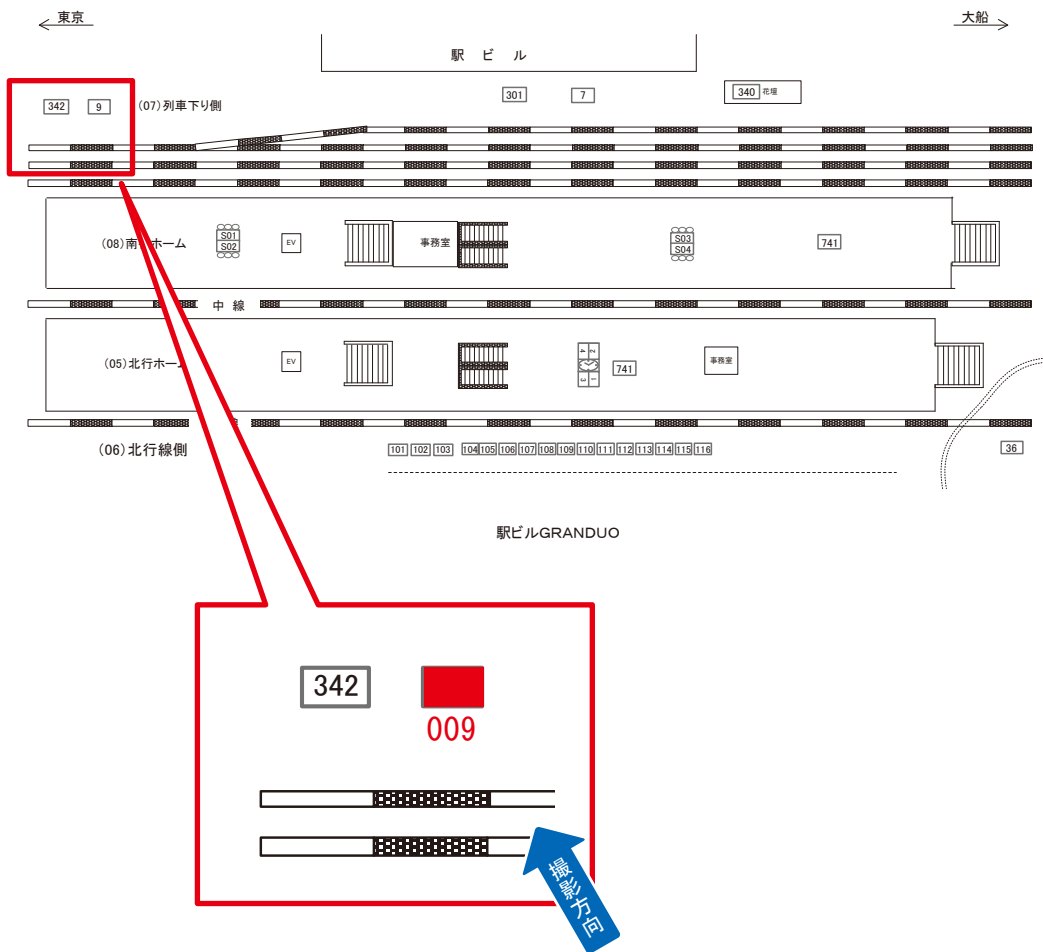 東京
大船
駅 ビ ル
301
7
340 花壇
342
9
(07)列車下り側
(08)南
ホーム
S01
S02
EV
事務室
S03
S04
741
中 線
(05)北行ホー
EV
4
2
3
1
741
事務室
(06)北行線側
101 102 103 104 105 106 107 108 109 110 111 112 113 114 115 116
36
駅ビルGRANDUO
342
009
撮影方向